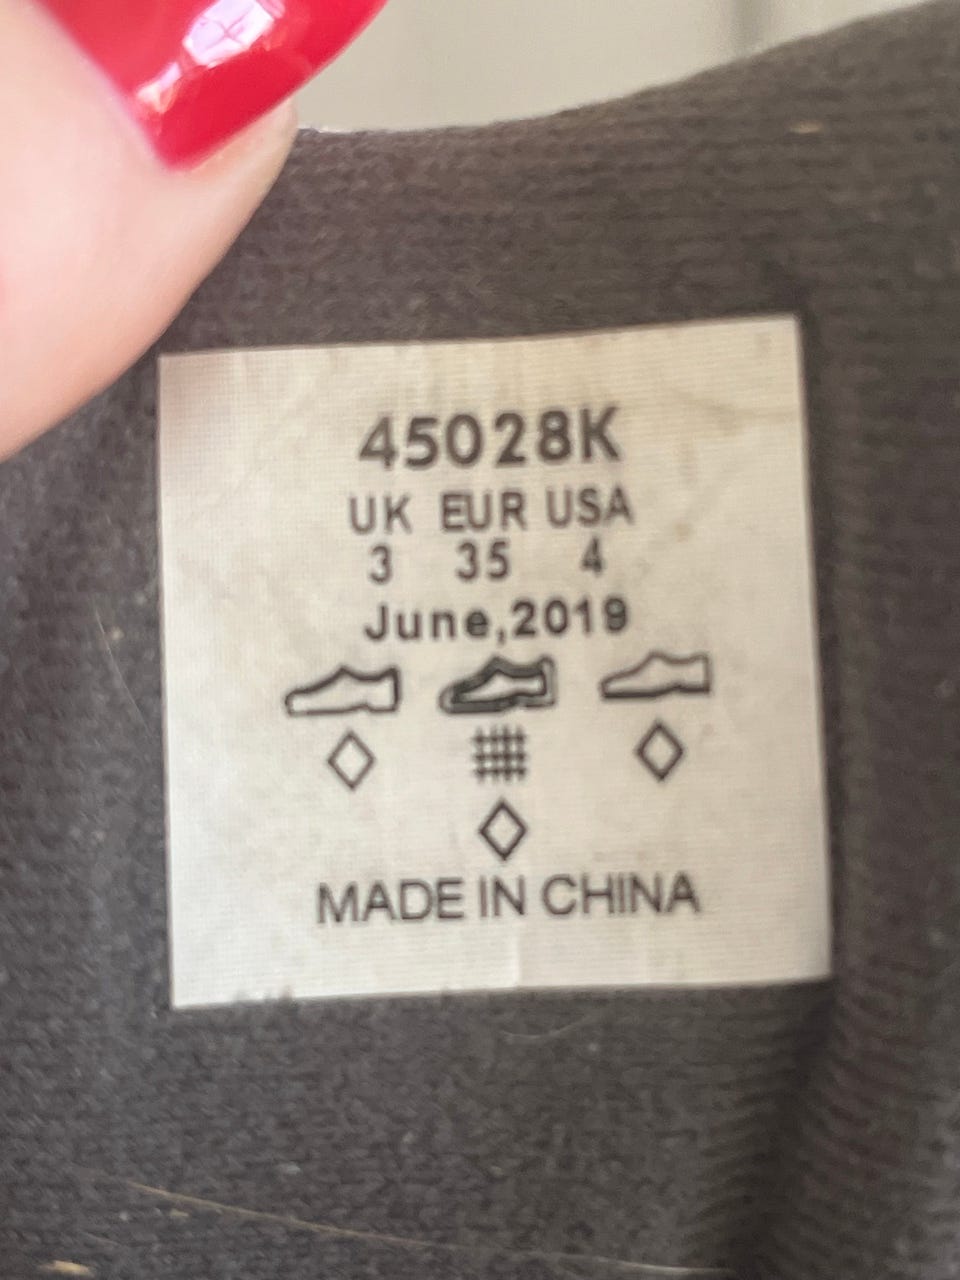 45028K
UK EUR USA
3 35 4
June,2019
MADE IN CHINA